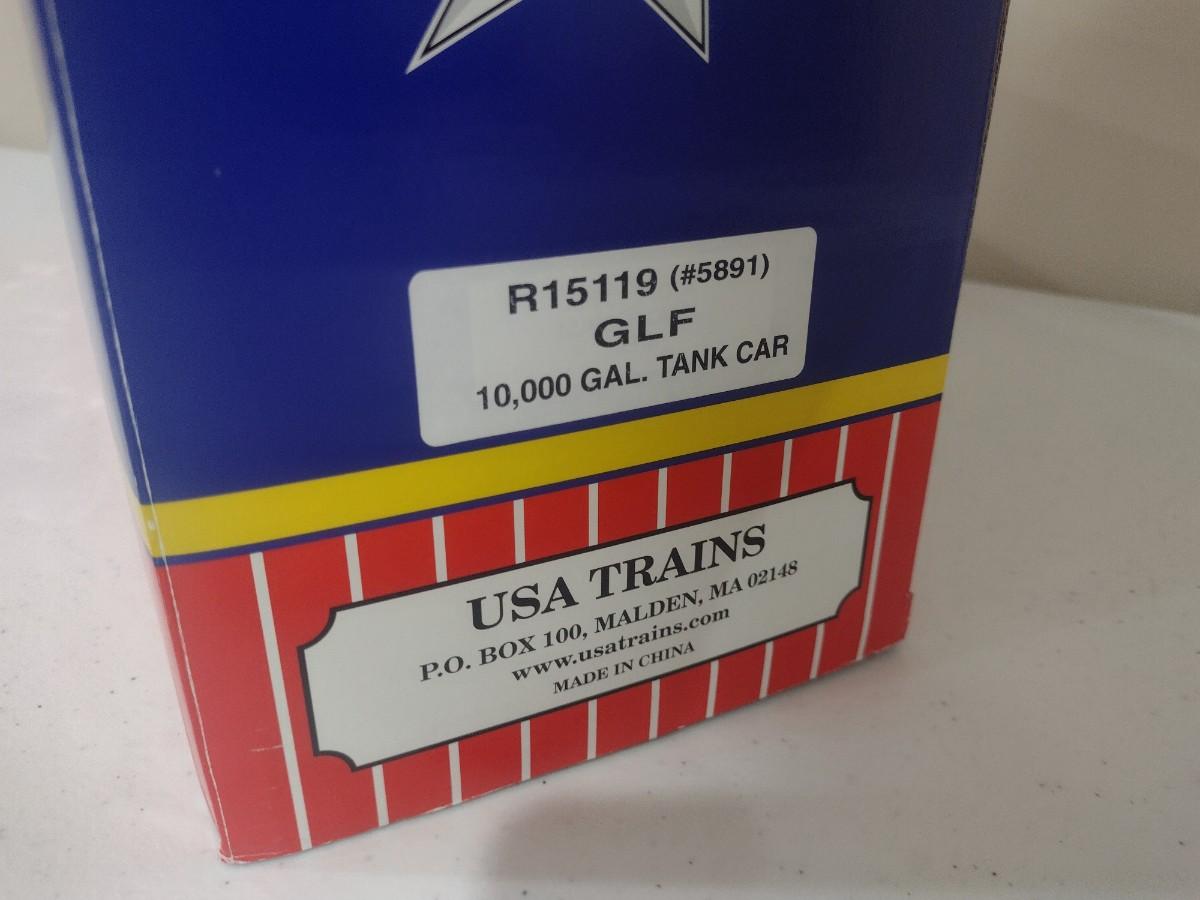 R15119 (#5891)
GLF
10,000 GAL. TANK CAR
USA TRAINS
P.O. BOX 100, MALDEN, MA 02148
www.usatrains.com
MADE IN CHINA